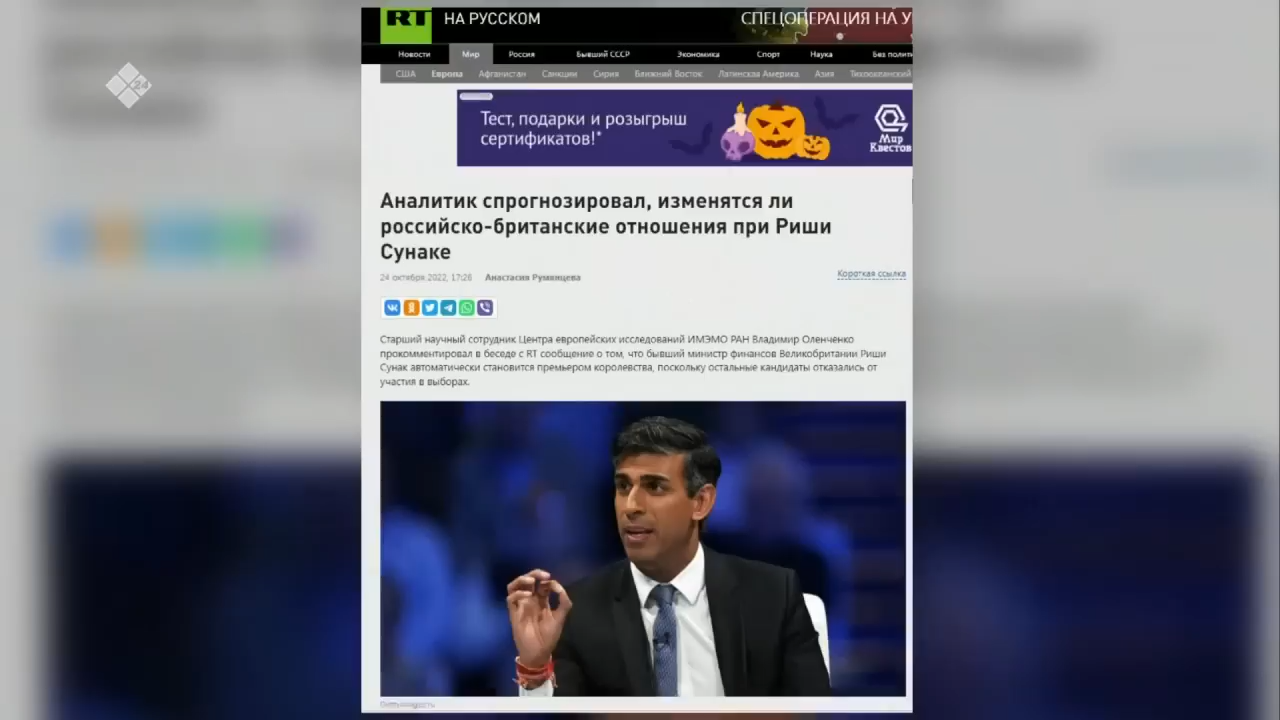 RT НА РУССКОМ
СПЕЦОПЕРАЦИЯ НА У
Новости Мир Россия Бывший СССР Экономика Спорт Наука Без полити
США Европа Афганистан Санкции Сирия Ближний Восток Латинская Америка Азия Тихоокеанский
24
Тест, подарки и розыгрыш
сертификатов!*
Мир
Квестов
Аналитик спрогнозировал, изменятся ли
российско-британские отношения при Риши
Сунаке
24 октября 2022, 17:26 Анастасия Румянцева
Короткая ссылка
Старший научный сотрудник Центра европейских исследований ИМЭМО РАН Владимир Оленченко
прокомментировал в беседе с RT сообщение о том, что бывший министр финансов Великобритании Риши
Сунак автоматически становится премьером королевства, поскольку остальные кандидаты отказались от
участия в выборах.